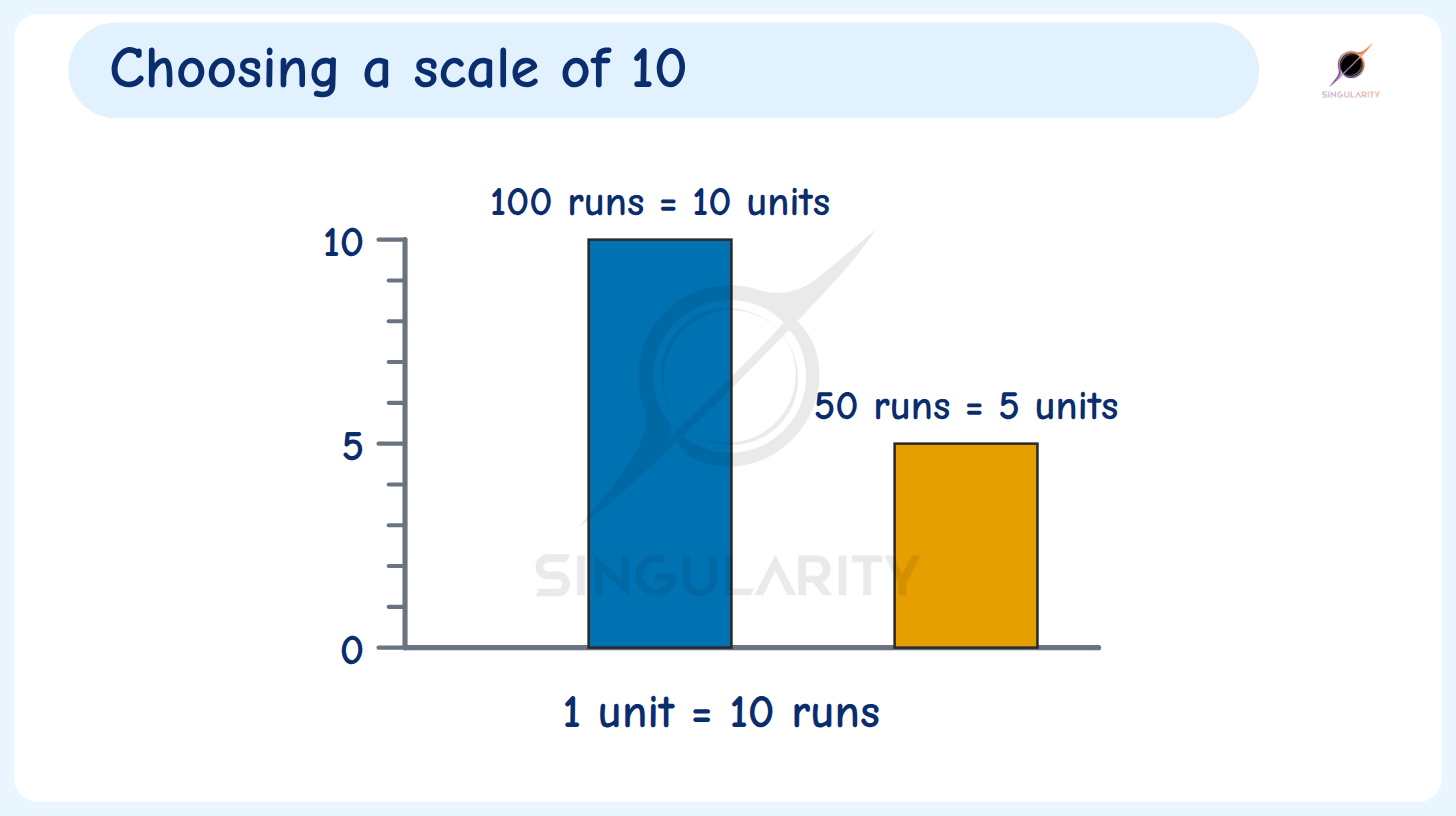 Choosing a scale of 10
SINGULARITY
100 runs = 10 units
10
50 runs = 5 units
5
SINGULARITY
0
1 unit = 10 runs